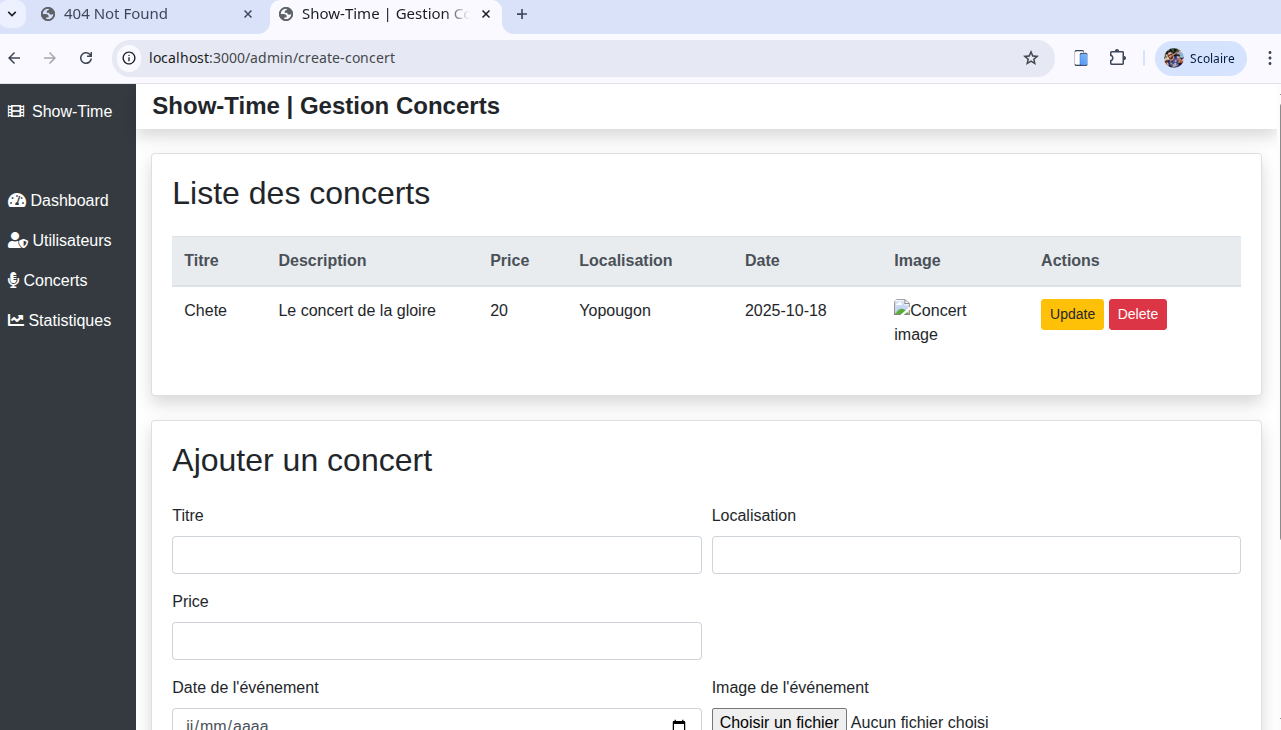 404 Not Found
Show-Time | Gestion Co
localhost:3000/admin/create-concert
Scolaire
Show-Time
Show-Time | Gestion Concerts
Dashboard
Utilisateurs
Concerts
Statistiques
Liste des concerts
Titre Description Price Localisation Date Image Actions
Chete Le concert de la gloire 20 Yopougon 2025-10-18 Concert image Update Delete
Ajouter un concert
Titre Localisation
Price
Date de l'événement Image de l'événement
jj/mm/aaaa Choisir un fichier Aucun fichier choisi